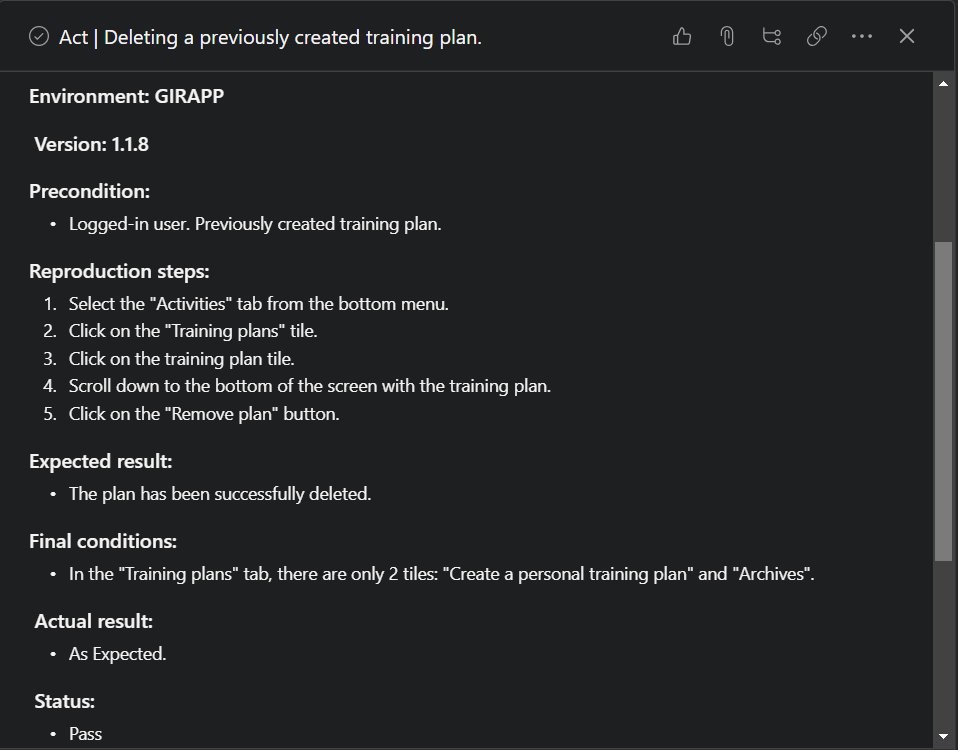 Act | Deleting a previously created training plan.
Environment: GIRAPP
Version: 1.1.8
Precondition:
• Logged-in user. Previously created training plan.
Reproduction steps:
1. Select the "Activities" tab from the bottom menu.
2. Click on the "Training plans" tile.
3. Click on the training plan tile.
4. Scroll down to the bottom of the screen with the training plan.
5. Click on the "Remove plan" button.
Expected result:
• The plan has been successfully deleted.
Final conditions:
• In the "Training plans" tab, there are only 2 tiles: "Create a personal training plan" and "Archives".
Actual result:
• As Expected.
Status:
• Pass